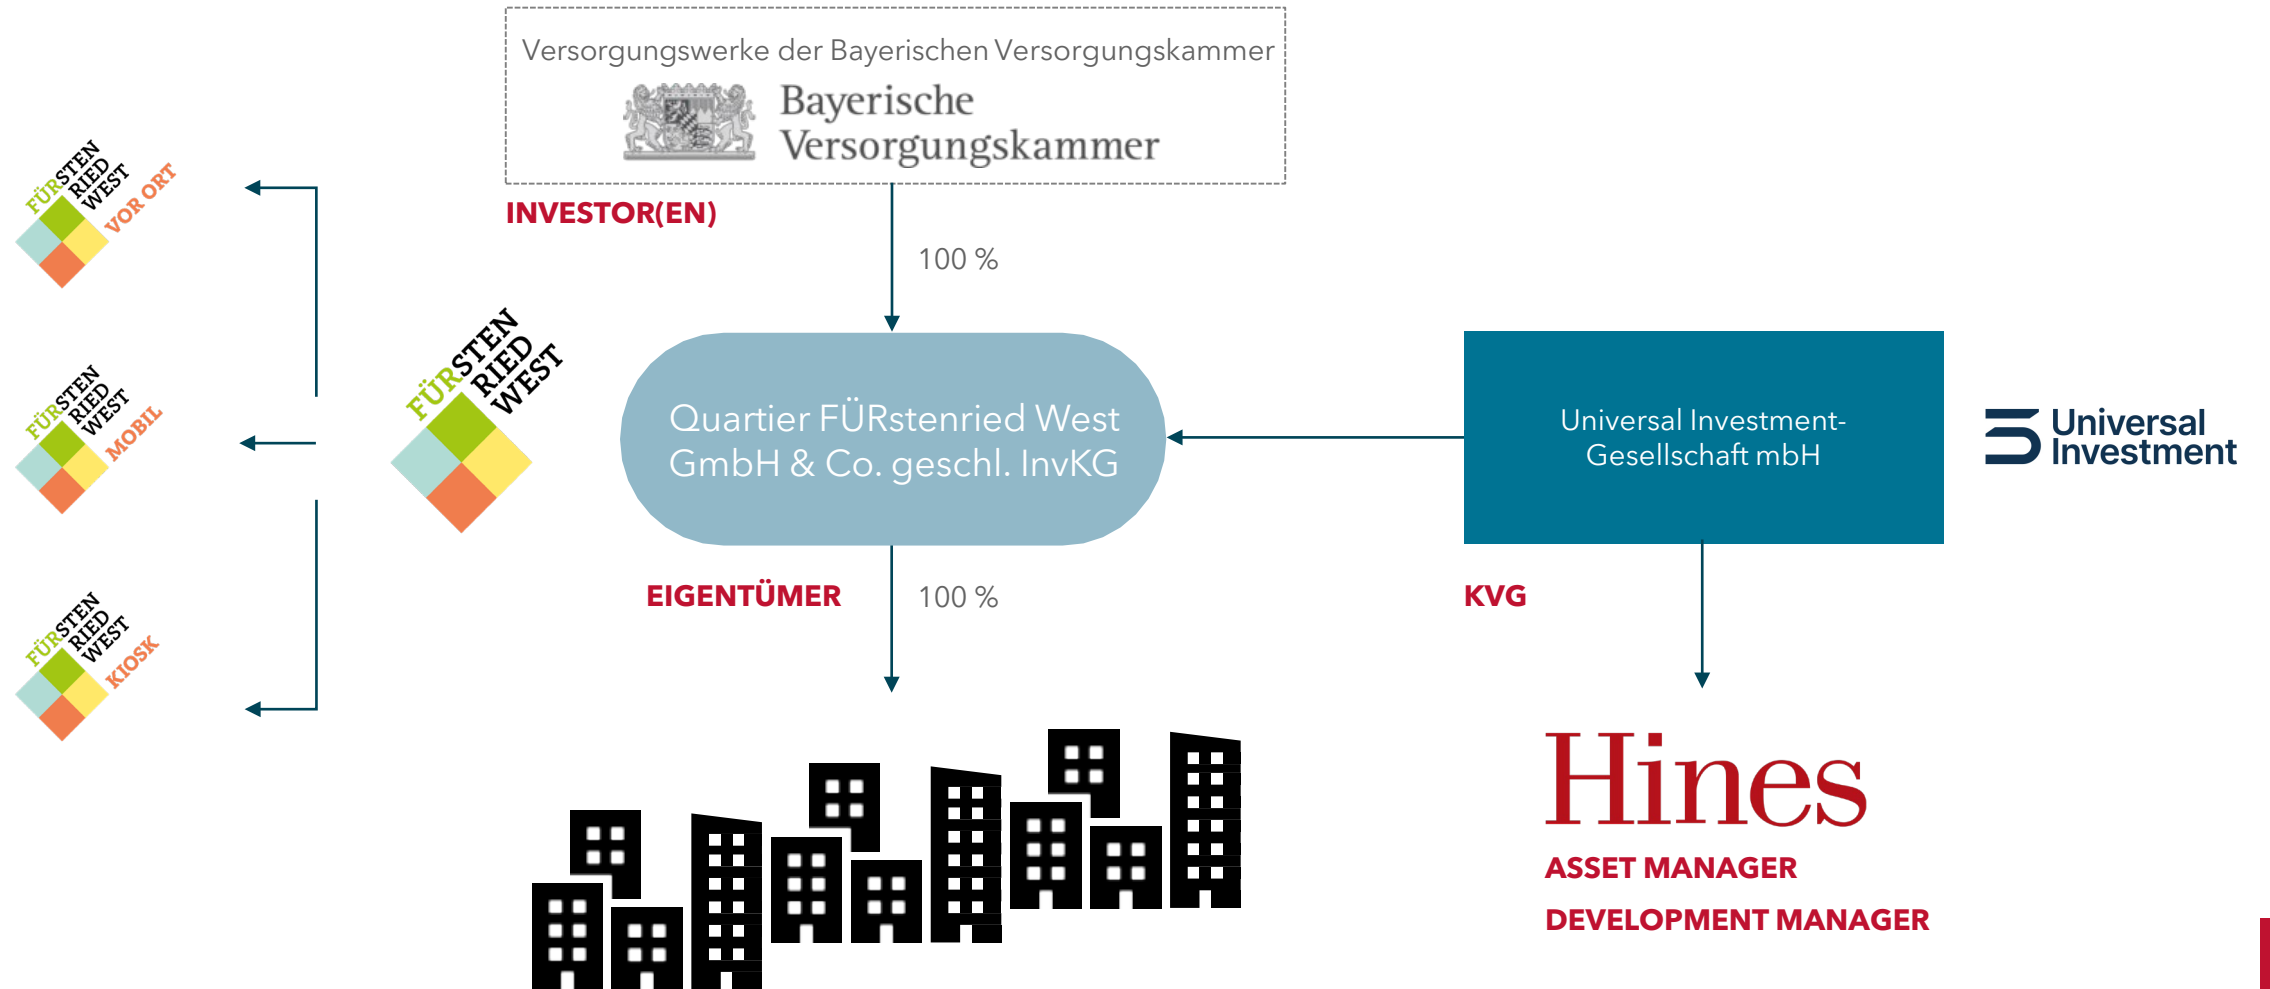 Versorgungswerke der Bayerischen Versorgungskammer
Bayerische
Versorgungskammer
INVESTOR(EN)
100 %
FÜRSTEN
RIED
WEST
VOR ORT
FÜRSTEN
RIED
WEST
MOBIL
FÜRSTEN
RIED
WEST
KIOSK
FÜRSTEN
RIED
WEST
Quartier FÜRstenried West
GmbH & Co. geschl. InvKG
EIGENTÜMER
100 %
Universal Investment-
Gesellschaft mbH
Universal
Investment
KVG
Hines
ASSET MANAGER
DEVELOPMENT MANAGER